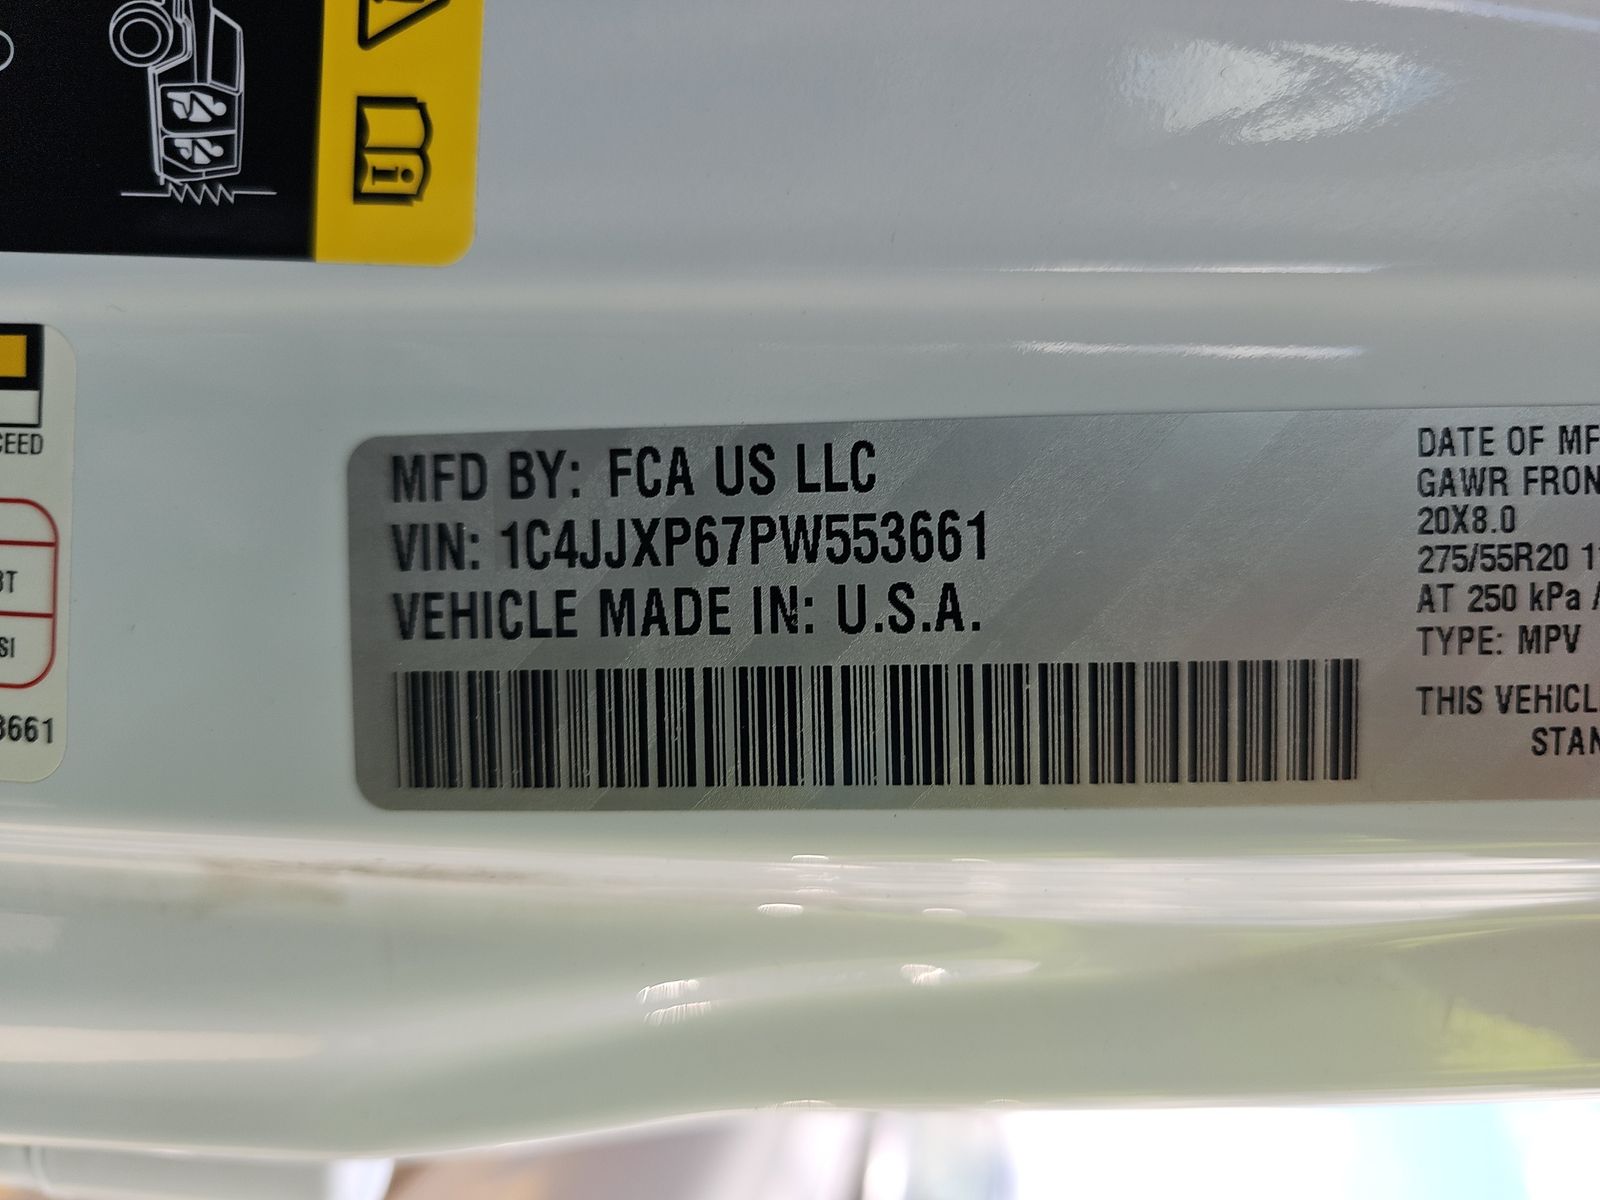 CEED
BT
SI
3661
MFD BY: FCA US LLC
VIN: 1C4JJXP67PW553661
VEHICLE MADE IN: U.S.A.
DATE OF MF
GAWR FRON
20X8.0
275/55R20 1
AT 250 kPa /
TYPE: MPV
THIS VEHICL
STAN